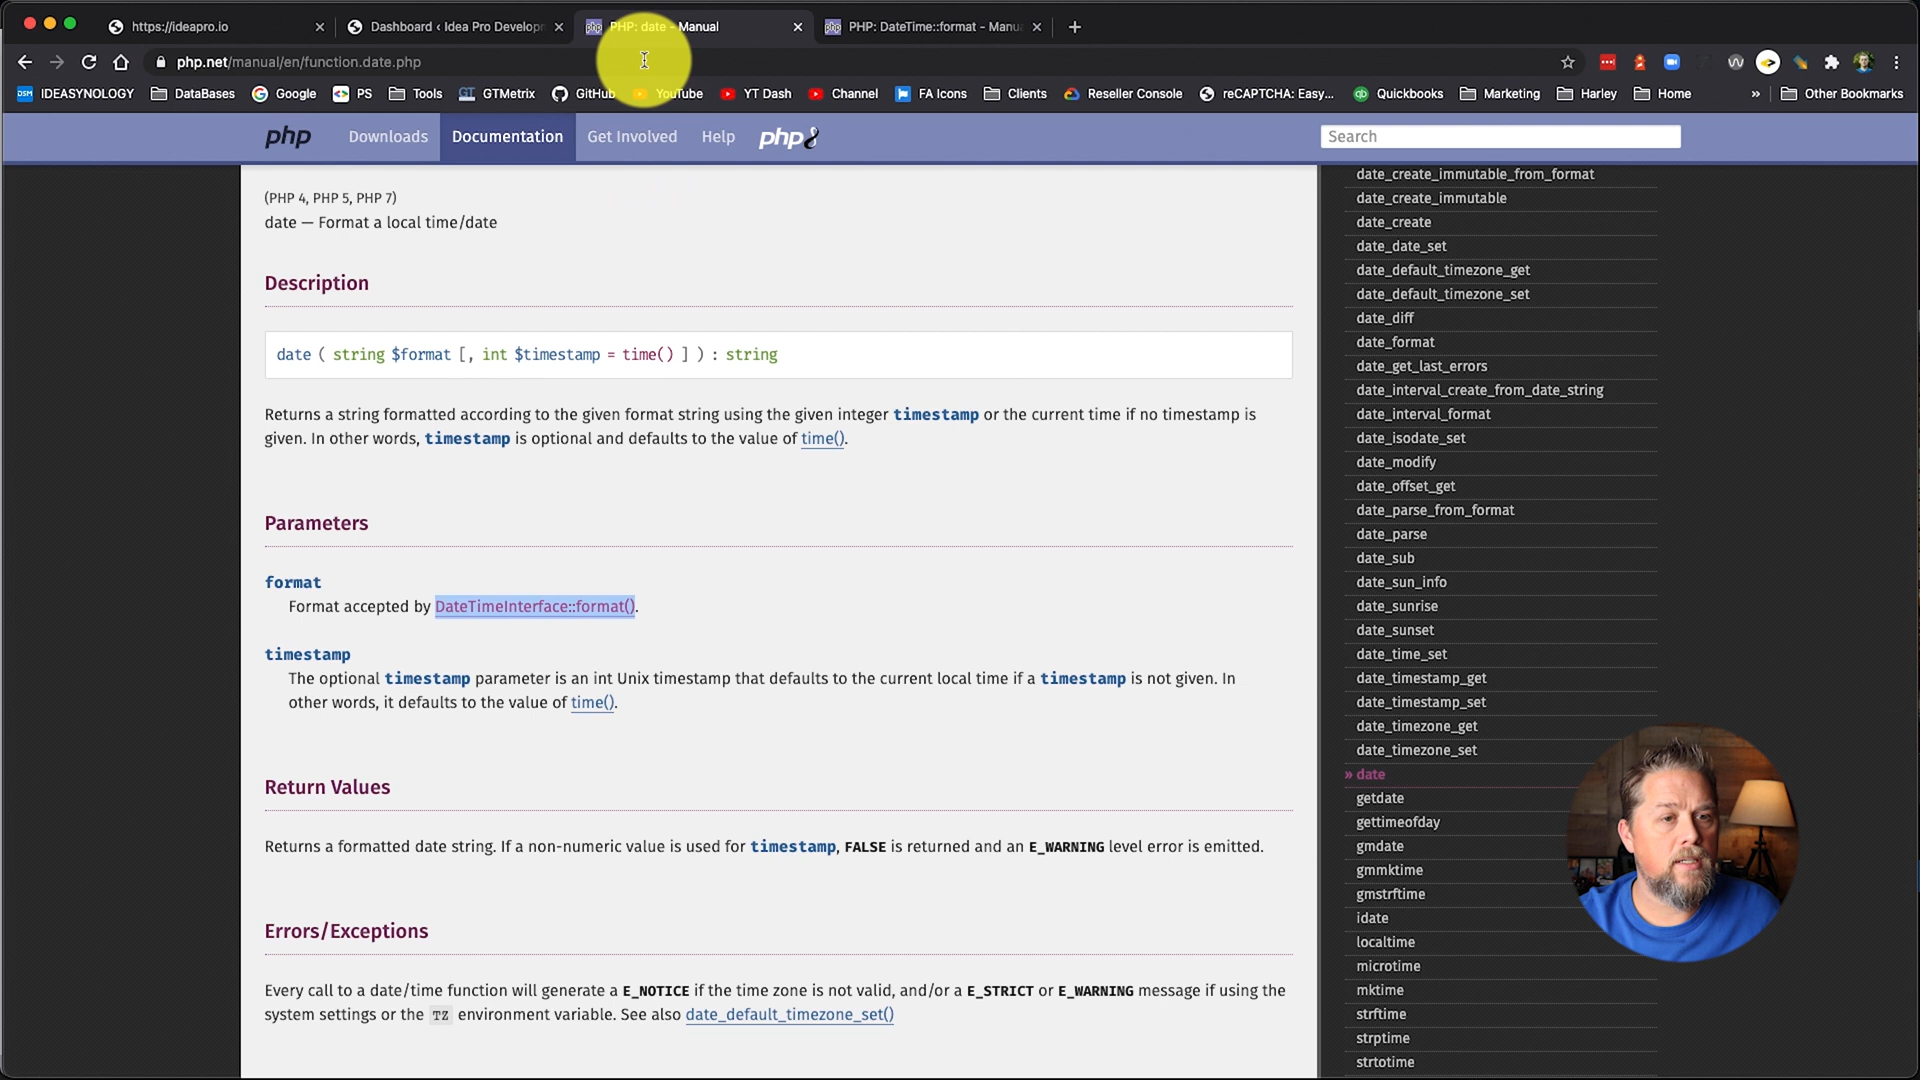 https://ideapro.io
Dashboard ‹ Idea Pro Develop
PHP: date - Manual
PHP: DateTime::format - Manu
php.net/manual/en/function.date.php
DSM IDEASYNOLOGY
DataBases
Google
PS
Tools
GT GTMetrix
GitHub
YouTube
YT Dash
Channel
FA Icons
Clients
Reseller Console
reCAPTCHA: Easy...
Quickbooks
Marketing
Harley
Home
»
Other Bookmarks
php
Downloads
Documentation
Get Involved
Help
php8
Search
(PHP 4, PHP 5, PHP 7)
date — Format a local time/date
Description
date ( string $format [, int $timestamp = time() ] ) : string
Returns a string formatted according to the given format string using the given integer timestamp or the current time if no timestamp is
given. In other words, timestamp is optional and defaults to the value of time().
Parameters
format
Format accepted by DateTimeInterface::format().
timestamp
The optional timestamp parameter is an int Unix timestamp that defaults to the current local time if a timestamp is not given. In
other words, it defaults to the value of time().
Return Values
Returns a formatted date string. If a non-numeric value is used for timestamp, FALSE is returned and an E_WARNING level error is emitted.
Errors/Exceptions
Every call to a date/time function will generate a E_NOTICE if the time zone is not valid, and/or a E_STRICT or E_WARNING message if using the
system settings or the TZ environment variable. See also date_default_timezone_set()
date_create_immutable_from_format
date_create_immutable
date_create
date_date_set
date_default_timezone_get
date_default_timezone_set
date_diff
date_format
date_get_last_errors
date_interval_create_from_date_string
date_interval_format
date_isodate_set
date_modify
date_offset_get
date_parse_from_format
date_parse
date_sub
date_sun_info
date_sunrise
date_sunset
date_time_set
date_timestamp_get
date_timestamp_set
date_timezone_get
date_timezone_set
» date
getdate
gettimeofday
gmdate
gmmktime
gmstrftime
idate
localtime
microtime
mktime
strftime
strptime
strtotime